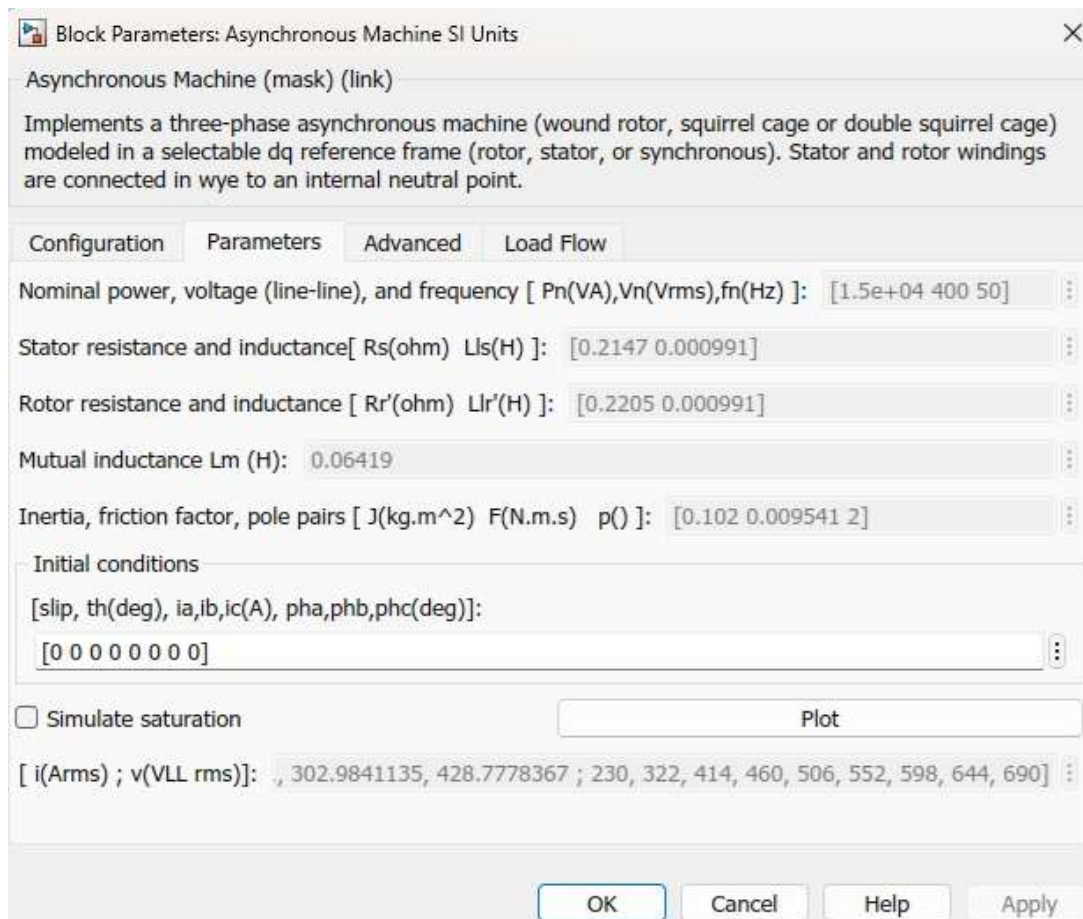 Block Parameters: Asynchronous Machine SI Units
Asynchronous Machine (mask) (link)
Implements a three-phase asynchronous machine (wound rotor, squirrel cage or double squirrel cage)
modeled in a selectable dq reference frame (rotor, stator, or synchronous). Stator and rotor windings
are connected in wye to an internal neutral point.
Configuration Parameters Advanced Load Flow
Nominal power, voltage (line-line), and frequency [ Pn(VA),Vn(Vrms),fn(Hz) ]: [1.5e+04 400 50]
Stator resistance and inductance[ Rs(ohm) Lls(H) ]: [0.2147 0.000991]
Rotor resistance and inductance [ Rr'(ohm) Llr'(H) ]: [0.2205 0.000991]
Mutual inductance Lm (H): 0.06419
Inertia, friction factor, pole pairs [ J(kg.m^2) F(N.m.s) p() ]: [0.102 0.009541 2]
Initial conditions
[slip, th(deg), ia,ib,ic(A), pha,phb,phc(deg)]:
[0 0 0 0 0 0 0 0]
Simulate saturation Plot
[ i(Arms) ; v(VLL rms)]: ., 302.9841135, 428.7778367 ; 230, 322, 414, 460, 506, 552, 598, 644, 690]
OK Cancel Help Apply